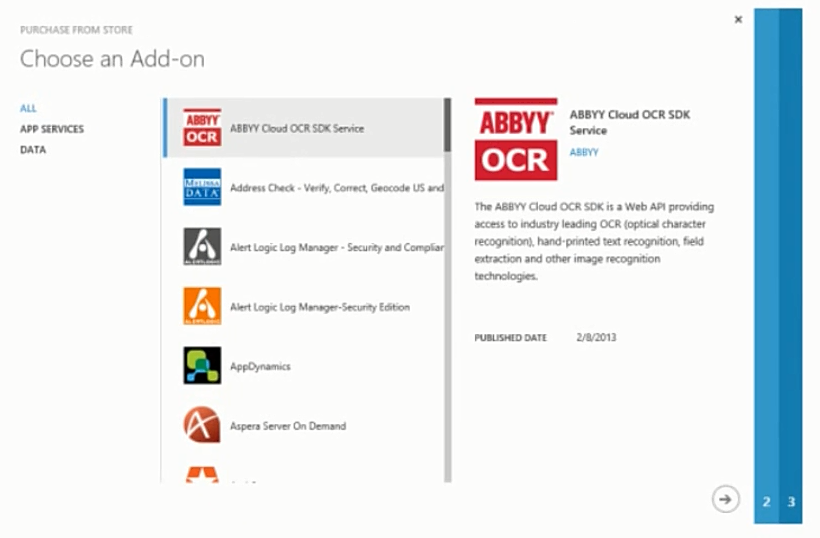 PURCHASE FROM STORE
Choose an Add-on
ALL
APP SERVICES
DATA
ABBYY
OCR
ABBYY Cloud OCR SDK Service
MELISSA
DATA
Address Check - Verify, Correct, Geocode US and
ALERTLOGIC
Alert Logic Log Manager - Security and Complian
ALERTLOGIC
Alert Logic Log Manager-Security Edition
AppDynamics
Aspera Server On Demand
ABBYY
OCR
ABBYY Cloud OCR SDK
Service
ABBYY
The ABBYY Cloud OCR SDK is a Web API providing
access to industry leading OCR (optical character
recognition), hand-printed text recognition, field
extraction and other image recognition
technologies.
PUBLISHED DATE 2/8/2013
2 3